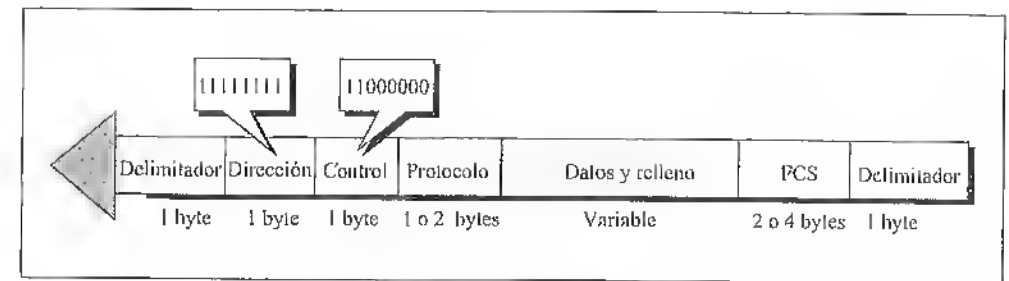 11111111 11000000
Delimitador Dirección Control Protocolo Datos y relleno FCS Delimitador
1 byte 1 byte 1 byte 1 o 2 bytes Variable 2 o 4 bytes 1 byte